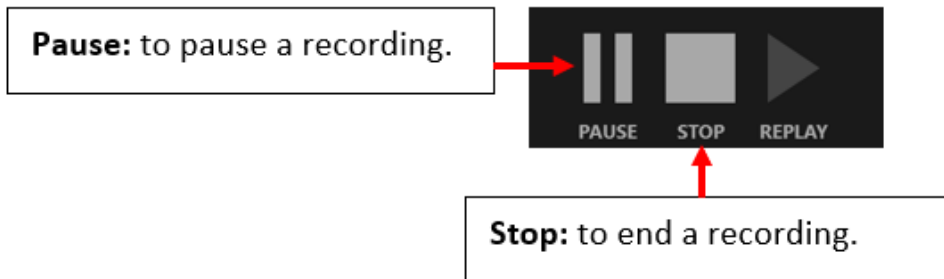 Pause: to pause a recording.
PAUSE STOP REPLAY
Stop: to end a recording.